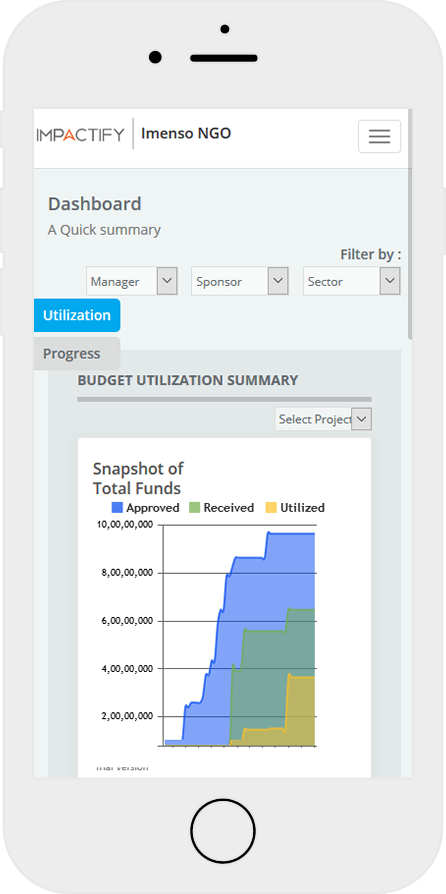 IMPACTIFY Imenso NGO
Dashboard
A Quick summary
Filter by :
Manager Sponsor Sector
Utilization
Progress
BUDGET UTILIZATION SUMMARY
Select Project
Snapshot of
Total Funds
Approved Received Utilized
10,00,00,000
8,00,00,000
6,00,00,000
4,00,00,000
2,00,00,000